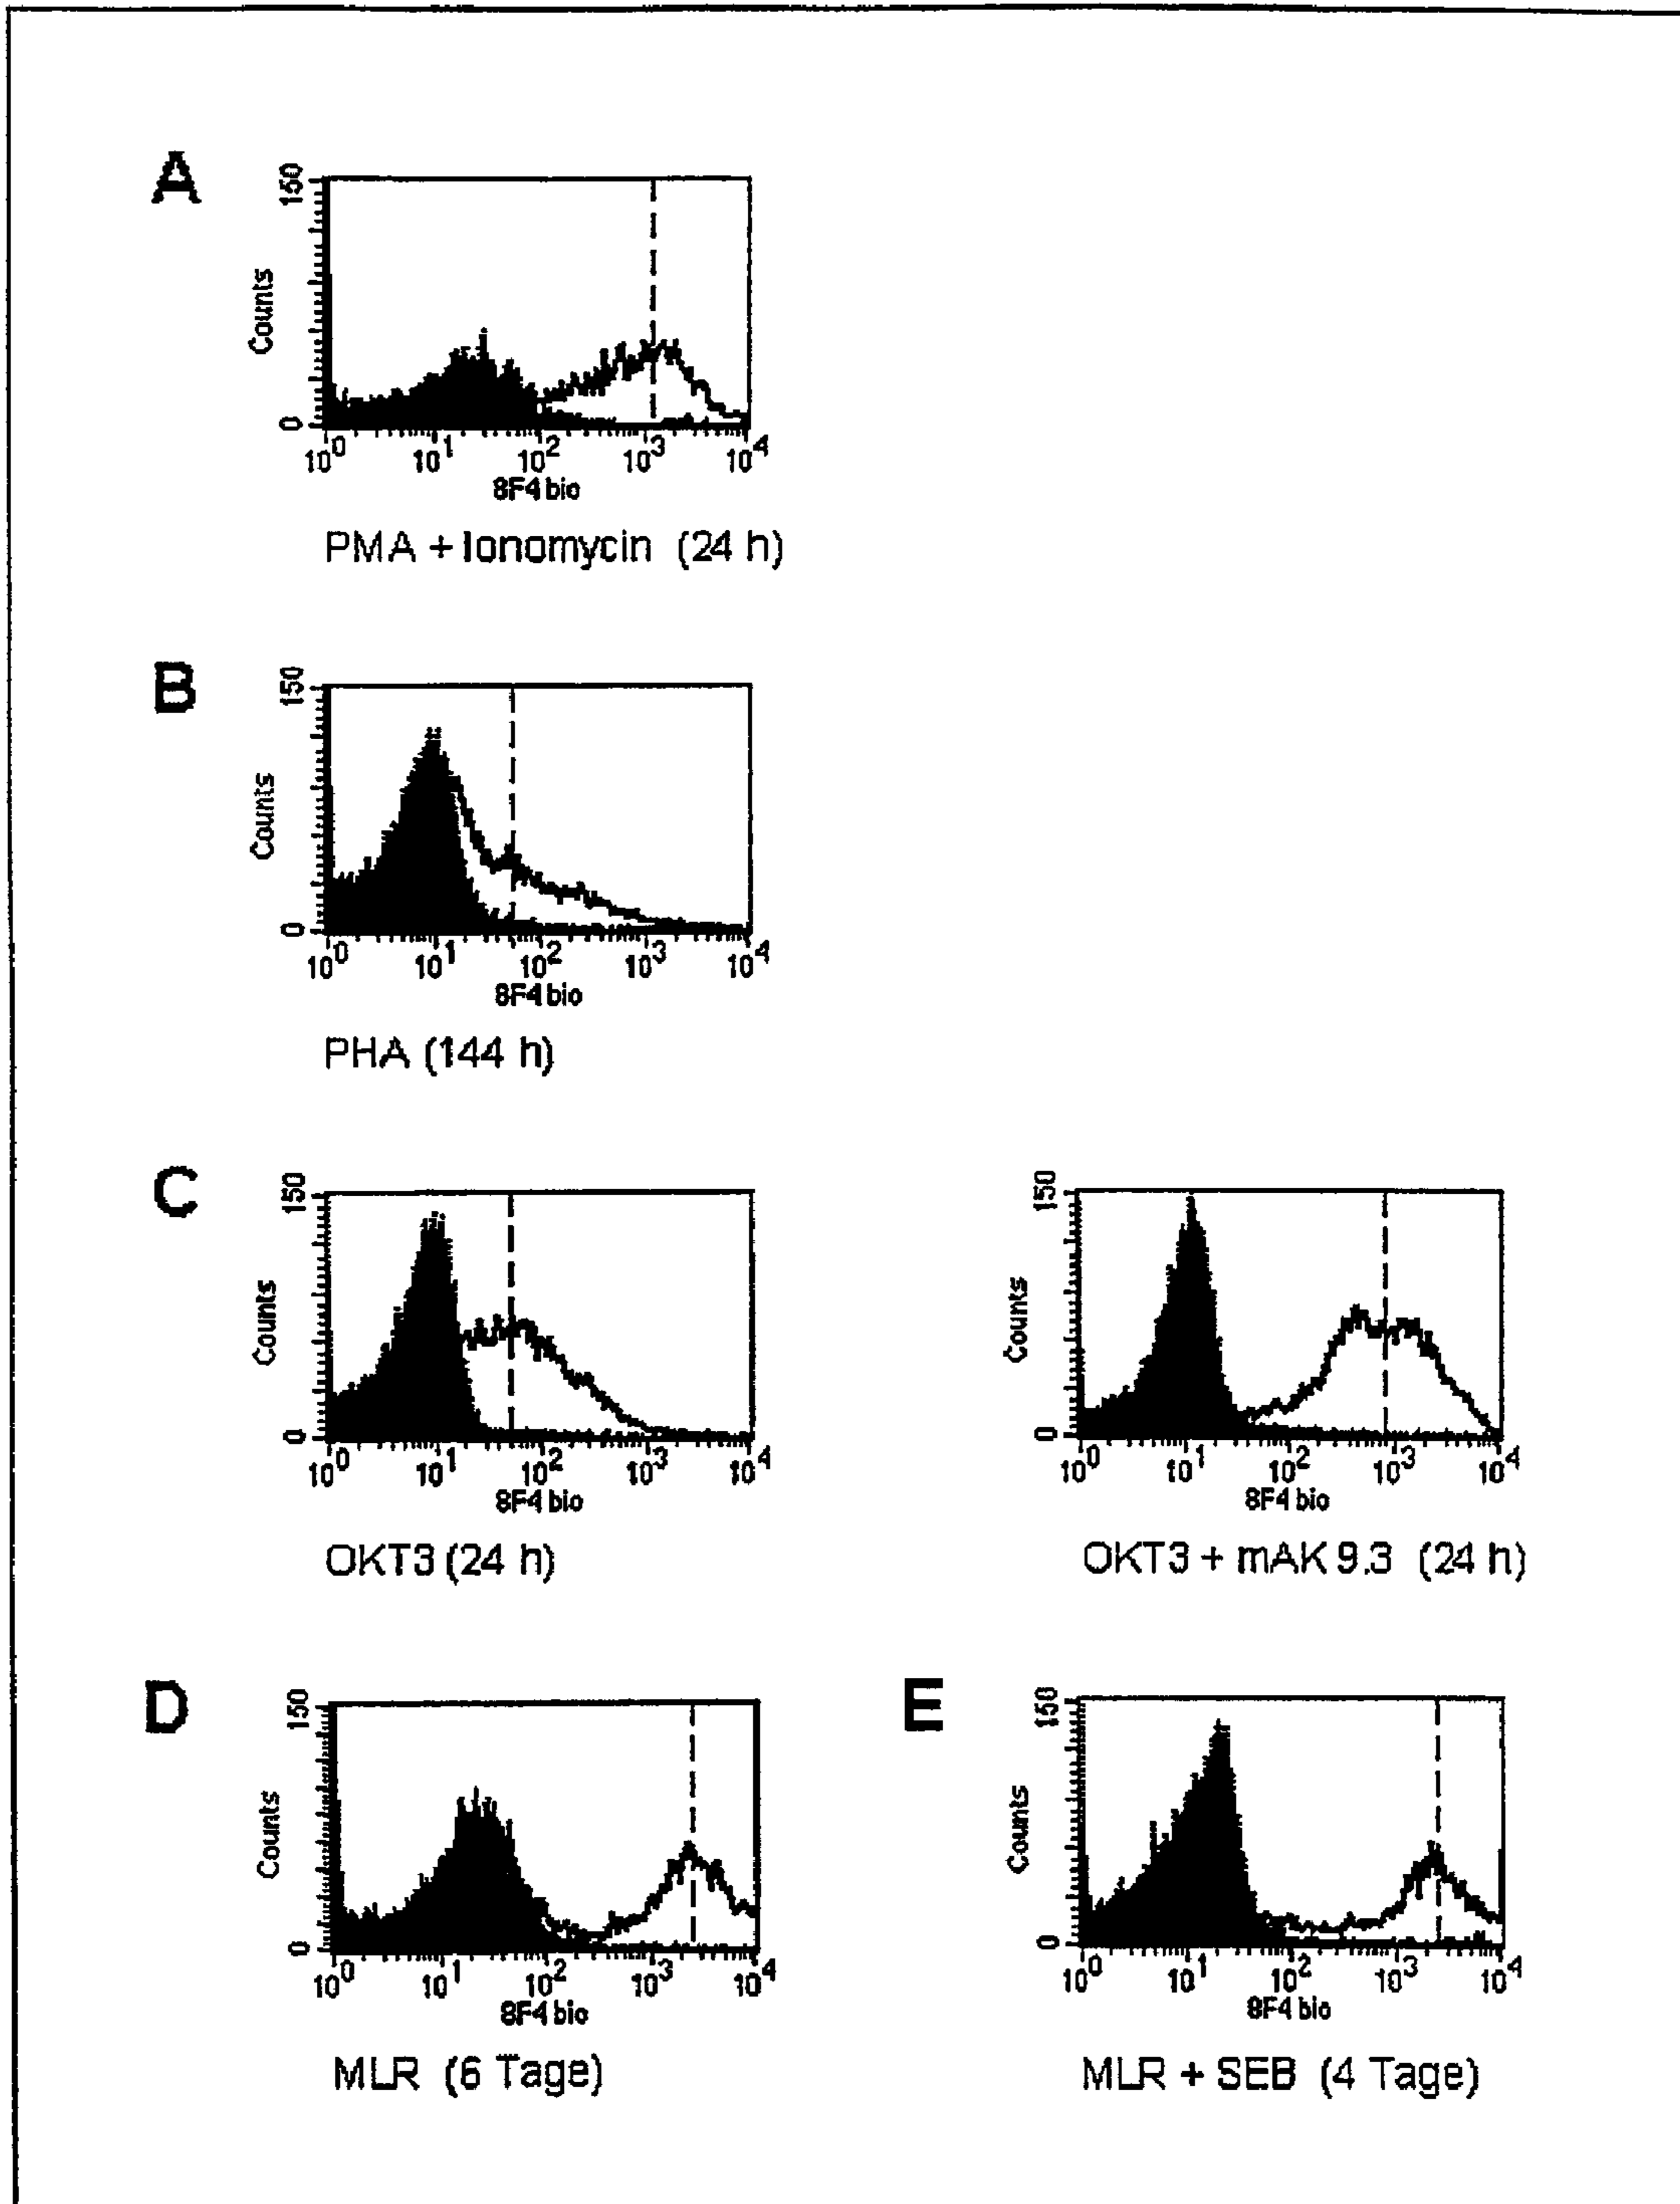 A
150
Counts
0
10^0 10^1 10^2 10^3 10^4
8F4 bio
PMA + Ionomycin (24 h)
B
150
Counts
0
10^0 10^1 10^2 10^3 10^4
8F4 bio
PHA (144 h)
C
150
Counts
0
10^0 10^1 10^2 10^3 10^4
8F4 bio
OKT3 (24 h)
150
Counts
0
10^0 10^1 10^2 10^3 10^4
8F4 bio
OKT3 + mAK 9.3 (24 h)
D
150
Counts
0
10^0 10^1 10^2 10^3 10^4
8F4 bio
MLR (6 Tage)
E
150
Counts
0
10^0 10^1 10^2 10^3 10^4
8F4 bio
MLR + SEB (4 Tage)